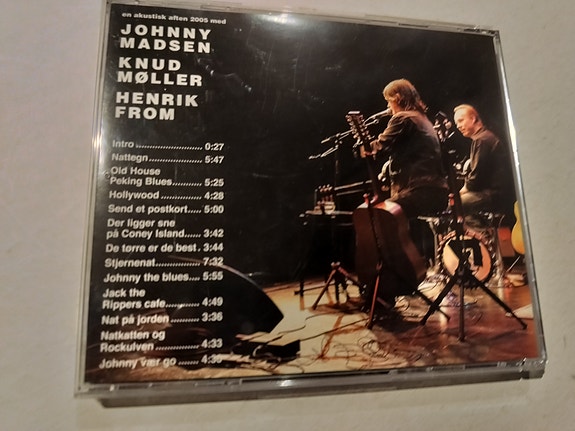 en akustisk aften 2005 med
JOHNNY
MADSEN
KNUD
MØLLER
HENRIK
FROM
Intro ....................... 0:27
Nattegn .................. 5:47
Old House
Peking Blues.......... 5:25
Hollywood .............. 4:28
Send et postkort..... 5:00
Der ligger sne
på Coney Island...... 3:42
De tørre er de best . 3:44
Stjernenat............... 7:32
Johnny the blues.... 5:55
Jack the
Rippers cafe............ 4:49
Nat på jorden .......... 3:36
Natkatten og
Rockulven ............... 4:33
Johnny vær go ........